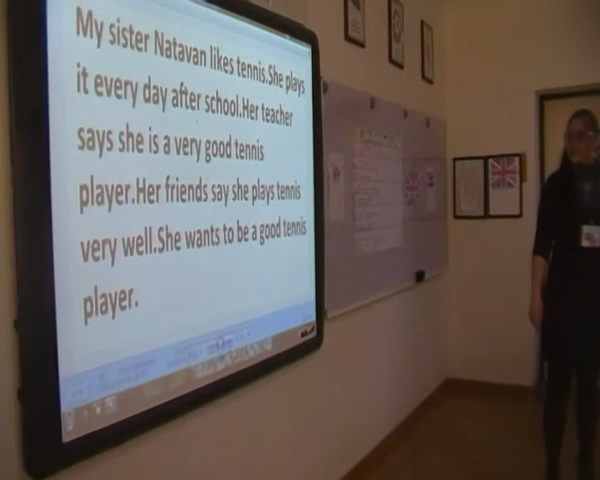 My sister Natavan likes tennis.She plays
it every day after school.Her teacher
says she is a very good tennis
player.Her friends say she plays tennis
very well.She wants to be a good tennis
player.